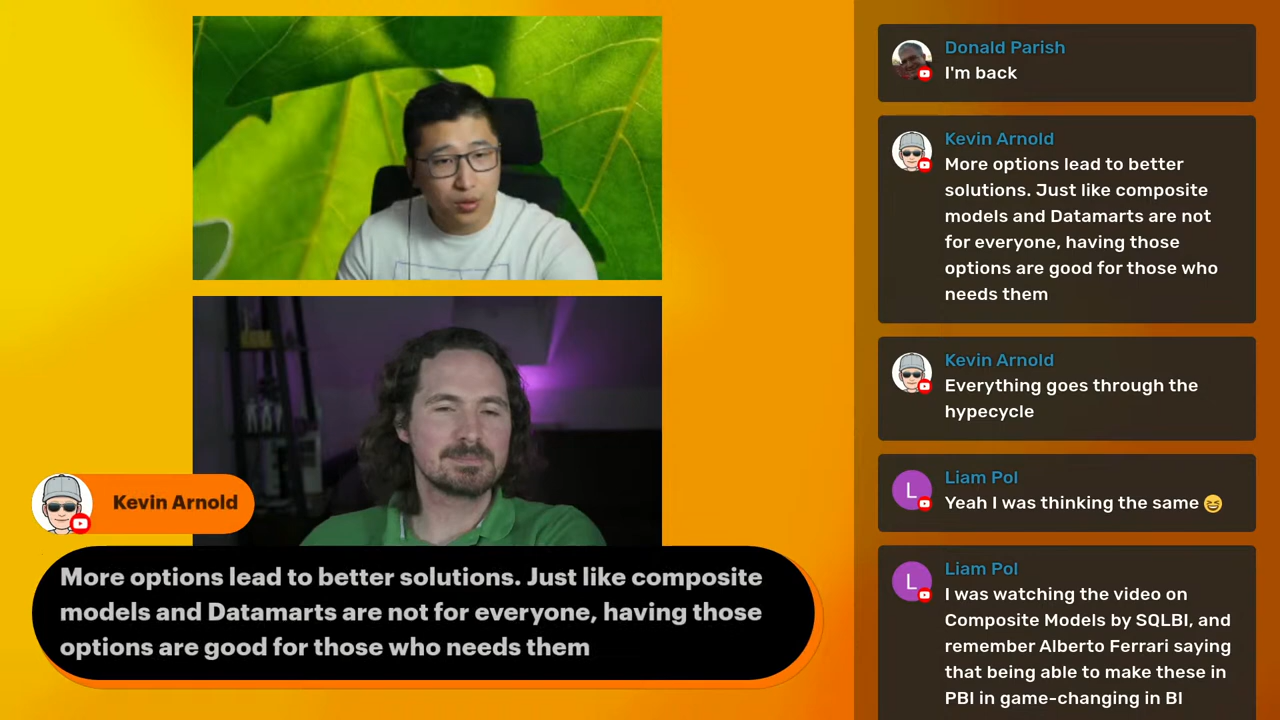 Kevin Arnold
More options lead to better solutions. Just like composite
models and Datamarts are not for everyone, having those
options are good for those who needs them
Donald Parish
I'm back
Kevin Arnold
More options lead to better
solutions. Just like composite
models and Datamarts are not
for everyone, having those
options are good for those who
needs them
Kevin Arnold
Everything goes through the
hypecycle
L
Liam Pol
Yeah I was thinking the same 😆
L
Liam Pol
I was watching the video on
Composite Models by SQLBI, and
remember Alberto Ferrari saying
that being able to make these in
PBI in game-changing in BI